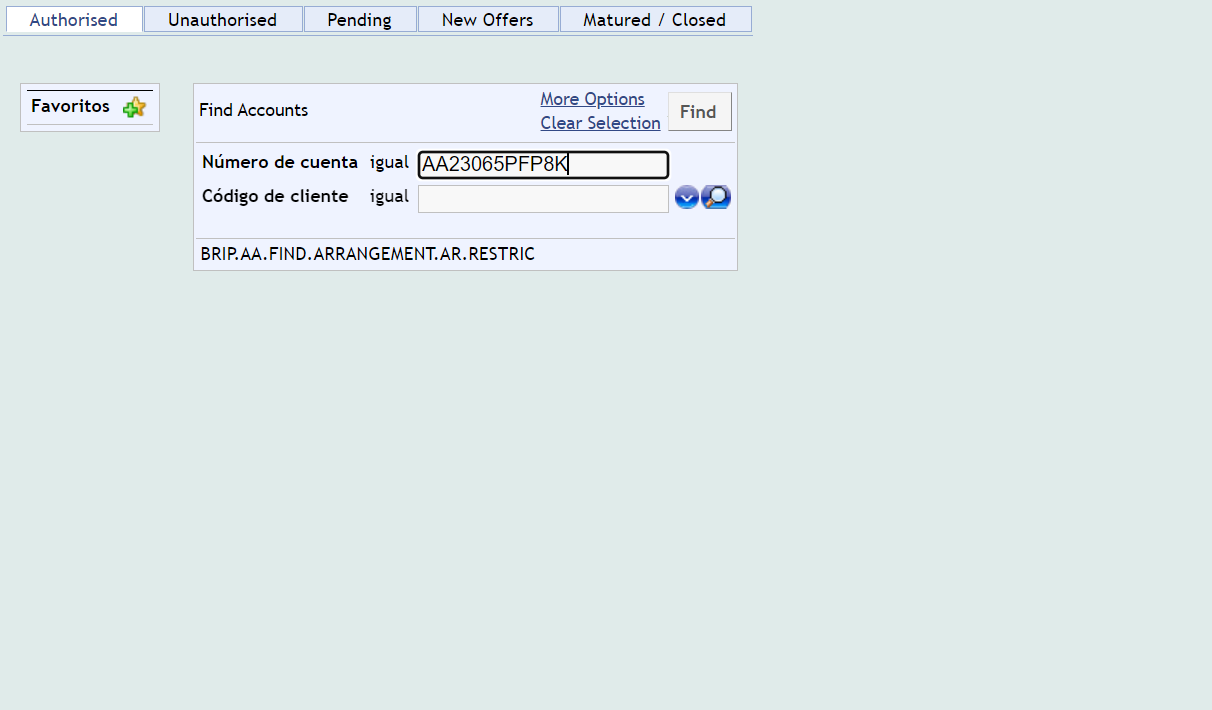 Authorised Unauthorised Pending New Offers Matured / Closed
Favoritos
Find Accounts
More Options
Clear Selection
Find
Número de cuenta igual AA23065PFP8K
Código de cliente igual
BRIP.AA.FIND.ARRANGEMENT.AR.RESTRIC